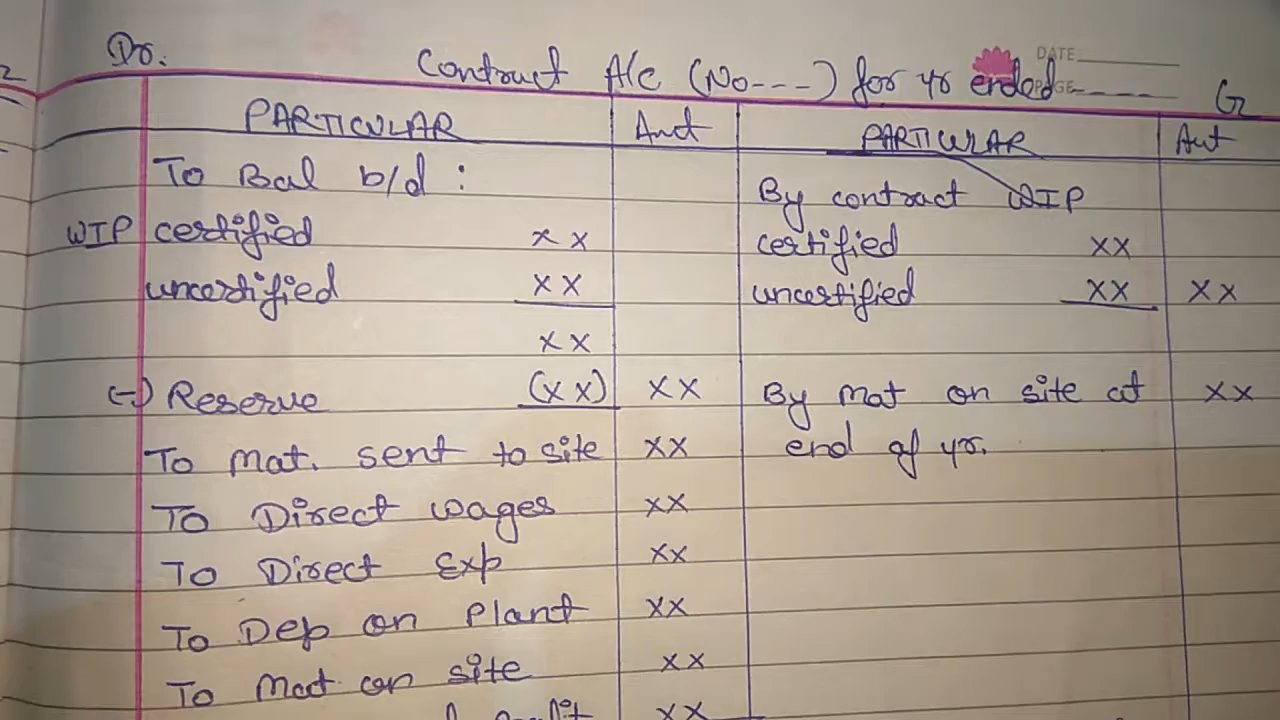 Dr.
Contract A/c (No---) for yr ended-----
DATE
Cr
PARTICULAR Amt PARTICULAR Amt
To Bal b/d :
WIP certified xx
uncertified xx
xx
(-) Reserve (xx) xx
To Mat. sent to site xx
To Direct wages xx
To Direct Exp xx
To Dep on Plant xx
To Mat on site xx
xx
By contract WIP
certified xx
uncertified xx xx
By Mat on site at xx
end of yr.